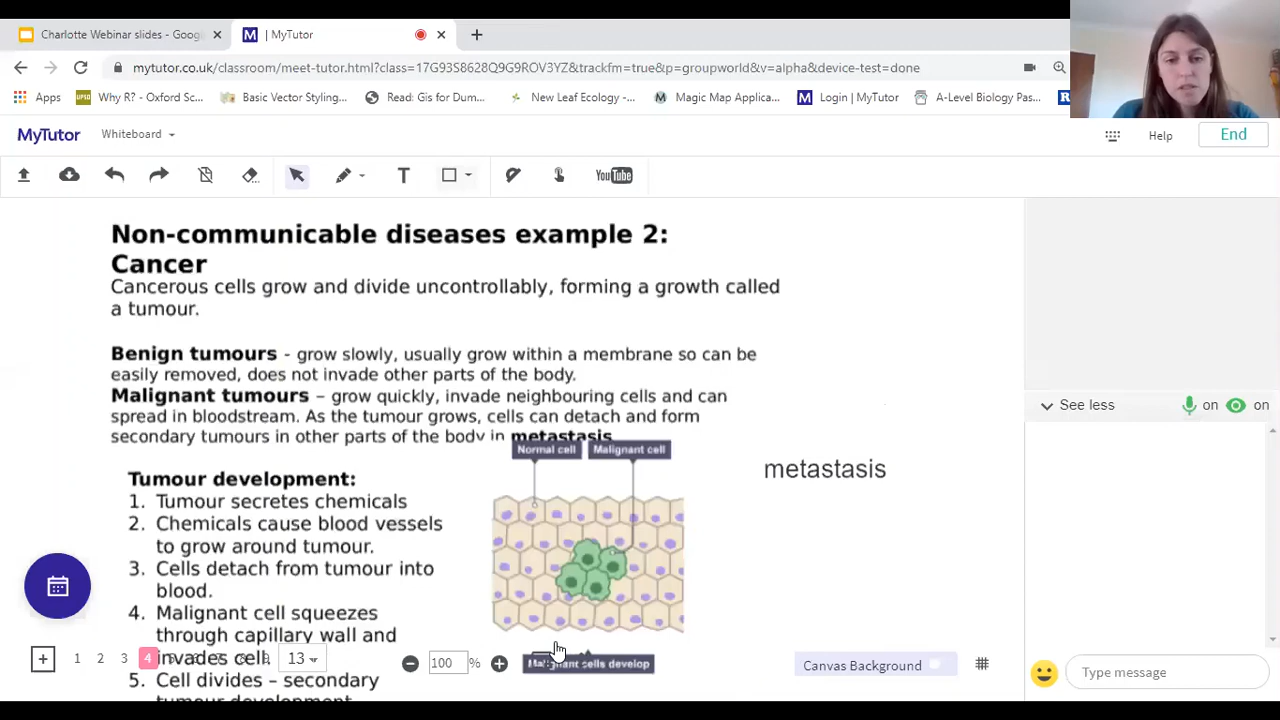 Charlotte Webinar slides - Goog
| MyTutor
mytutor.co.uk/classroom/meet-tutor.html?class=17G93S8628Q9G9ROV3YZ&trackfm=true&p=groupworld&v=alpha&device-test=done
Apps
Why R? - Oxford Sc...
Basic Vector Styling...
Read: Gis for Dum...
New Leaf Ecology -...
Magic Map Applica...
Login | MyTutor
A-Level Biology Pas...
MyTutor
Whiteboard
Help
End
T
YouTube
Non-communicable diseases example 2:
Cancer
Cancerous cells grow and divide uncontrollably, forming a growth called
a tumour.
Benign tumours - grow slowly, usually grow within a membrane so can be
easily removed, does not invade other parts of the body.
Malignant tumours – grow quickly, invade neighbouring cells and can
spread in bloodstream. As the tumour grows, cells can detach and form
secondary tumours in other parts of the body in metastasis.
Normal cell
Malignant cell
metastasis
Tumour development:
1. Tumour secretes chemicals
2. Chemicals cause blood vessels
to grow around tumour.
3. Cells detach from tumour into
blood.
4. Malignant cell squeezes
through capillary wall and
invades cell.
5. Cell divides – secondary
tumour development
Malignant cells develop
See less
on
on
1 2 3 4
13
100 %
Canvas Background
Type message